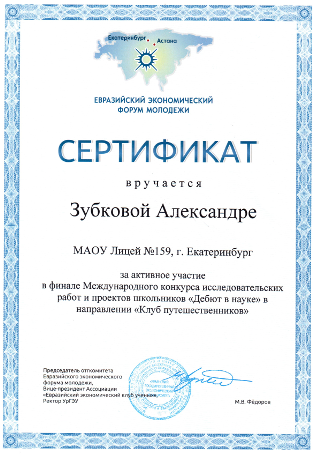 Екатеринбург Астана
ЕВРАЗИЙСКИЙ ЭКОНОМИЧЕСКИЙ
ФОРУМ МОЛОДЕЖИ
СЕРТИФИКАТ
вручается
Зубковой Александре
МАОУ Лицей №159, г. Екатеринбург
за активное участие
в финале Международного конкурса исследовательских
работ и проектов школьников «Дебют в науке» в
направлении «Клуб путешественников»
Председатель оргкомитета
Евразийского экономического
форума молодежи,
Вице-президент Ассоциации
«Евразийский экономический клуб ученых»,
Ректор УрГЭУ
М.В. Фёдоров